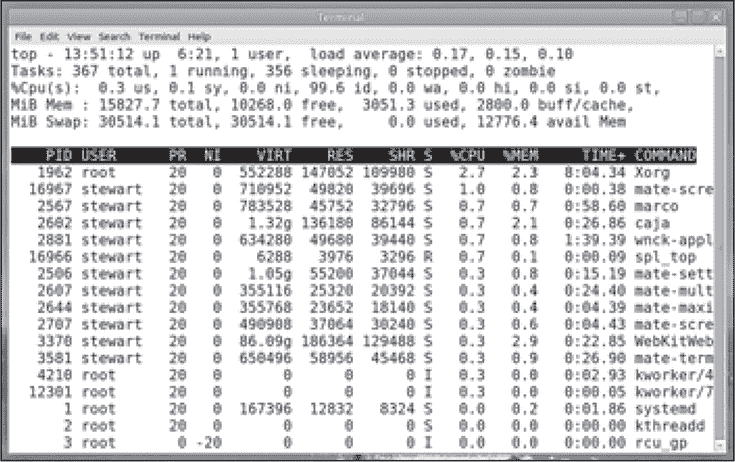 Terminal
File Edit View Search Terminal Help
top - 13:51:12 up 6:21, 1 user, load average: 0.17, 0.15, 0.10
Tasks: 367 total, 1 running, 356 sleeping, 0 stopped, 0 zombie
%Cpu(s): 0.3 us, 0.1 sy, 0.0 ni, 99.6 id, 0.0 wa, 0.0 hi, 0.0 si, 0.0 st,
MiB Mem : 15827.7 total, 10268.0 free, 3051.3 used, 2800.0 buff/cache,
MiB Swap: 30514.1 total, 30514.1 free, 0.0 used, 12776.4 avail Mem
PID USER PR NI VIRT RES SHR S %CPU %MEM TIME+ COMMAND
1962 root 20 0 552288 147052 109980 S 2.7 2.3 8:04.34 Xorg
16967 stewart 20 0 710952 49820 39696 S 1.0 0.8 0:00.38 mate-scre
2567 stewart 20 0 783528 45752 32796 S 0.7 0.7 0:58.60 marco
2602 stewart 20 0 1.32g 136180 86144 S 0.7 2.1 0:26.86 caja
2881 stewart 20 0 634280 49680 39440 S 0.7 0.8 1:39.39 wnck-appl
16966 stewart 20 0 6288 3976 3296 R 0.7 0.1 0:00.09 spl_top
2506 stewart 20 0 1.05g 55200 37044 S 0.3 0.8 0:15.19 mate-sett
2607 stewart 20 0 355116 25320 20392 S 0.3 0.4 0:24.40 mate-mult
2644 stewart 20 0 355768 23652 18140 S 0.3 0.4 0:04.39 mate-maxi
2707 stewart 20 0 490908 37064 30240 S 0.3 0.6 0:04.43 mate-scre
3370 stewart 20 0 86.09g 186364 129488 S 0.3 2.9 0:22.85 WebKitWeb
3581 stewart 20 0 650496 58956 45468 S 0.3 0.9 0:26.90 mate-term
4210 root 20 0 0 0 0 I 0.3 0.0 0:02.93 kworker/4
12301 root 20 0 0 0 0 I 0.3 0.0 0:00.05 kworker/7
1 root 20 0 167396 12832 8324 S 0.0 0.2 0:01.86 systemd
2 root 20 0 0 0 0 S 0.0 0.0 0:00.00 kthreadd
3 root 0 -20 0 0 0 I 0.0 0.0 0:00.00 rcu_gp